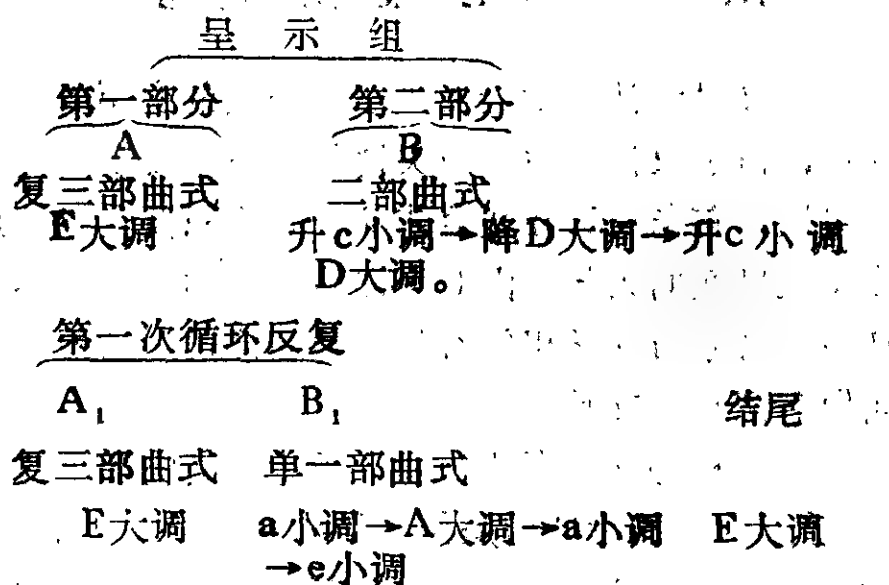 呈示组
第一部分 第二部分
A B
复三部曲式 二部曲式
E大调 升c小调→降D大调→升c小调
D大调。
第一次循环反复
A₁ B₁ 结尾
复三部曲式 单一部曲式
E大调 a小调→A大调→a小调 E大调
→e小调